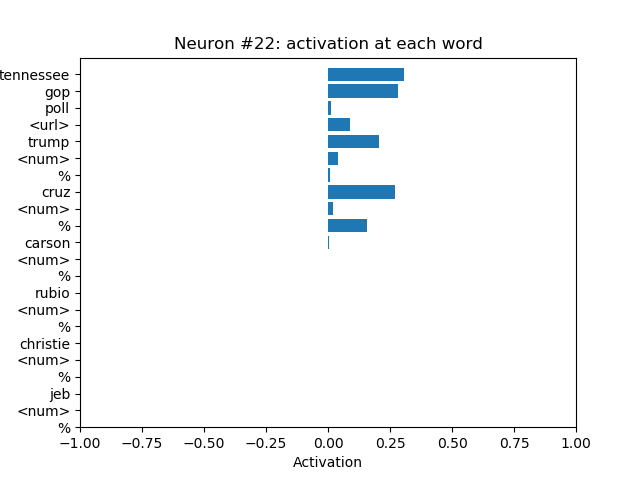 Neuron #22: activation at each word
tennessee
gop
poll
<url>
trump
<num>
%
cruz
<num>
%
carson
<num>
%
rubio
<num>
%
christie
<num>
%
jeb
<num>
%
−1.00 −0.75 −0.50 −0.25 0.00 0.25 0.50 0.75 1.00
Activation